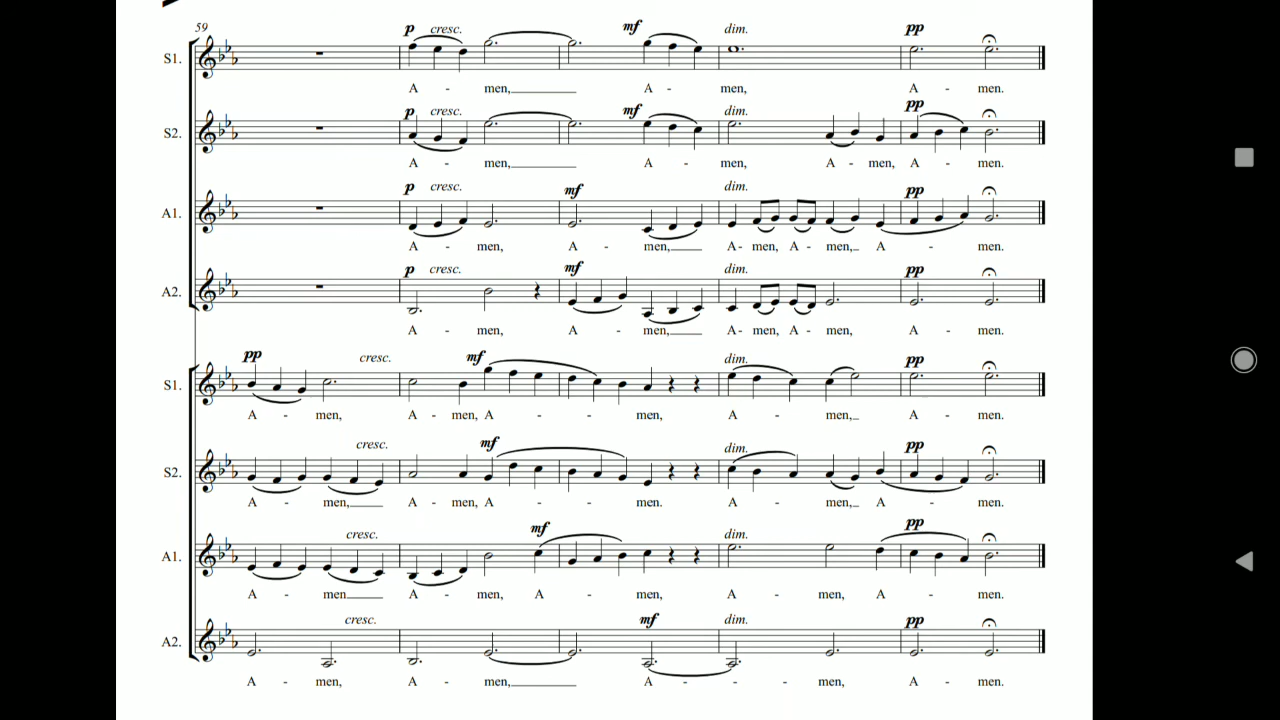 59
p cresc. mf dim. pp
S1.
A - men, A - men, A - men.
p cresc. mf dim. pp
S2.
A - men, A - men, A - men, A - men.
p cresc. mf dim. pp
A1.
A - men, A - men, A- men, A - men, A - men.
p cresc. mf dim. pp
A2.
A - men, A - men, A- men, A - men, A - men.
pp cresc. mf dim. pp
S1.
A - men, A - men, A - - - men, A - men, A - men.
cresc. mf dim. pp
S2.
A - men, A - men, A - - - men. A - men, A - men.
cresc. mf dim. pp
A1.
A - men A - men, A - men, A - men, A - men.
cresc. mf dim. pp
A2.
A - men, A - men, A - - - men, A - men.